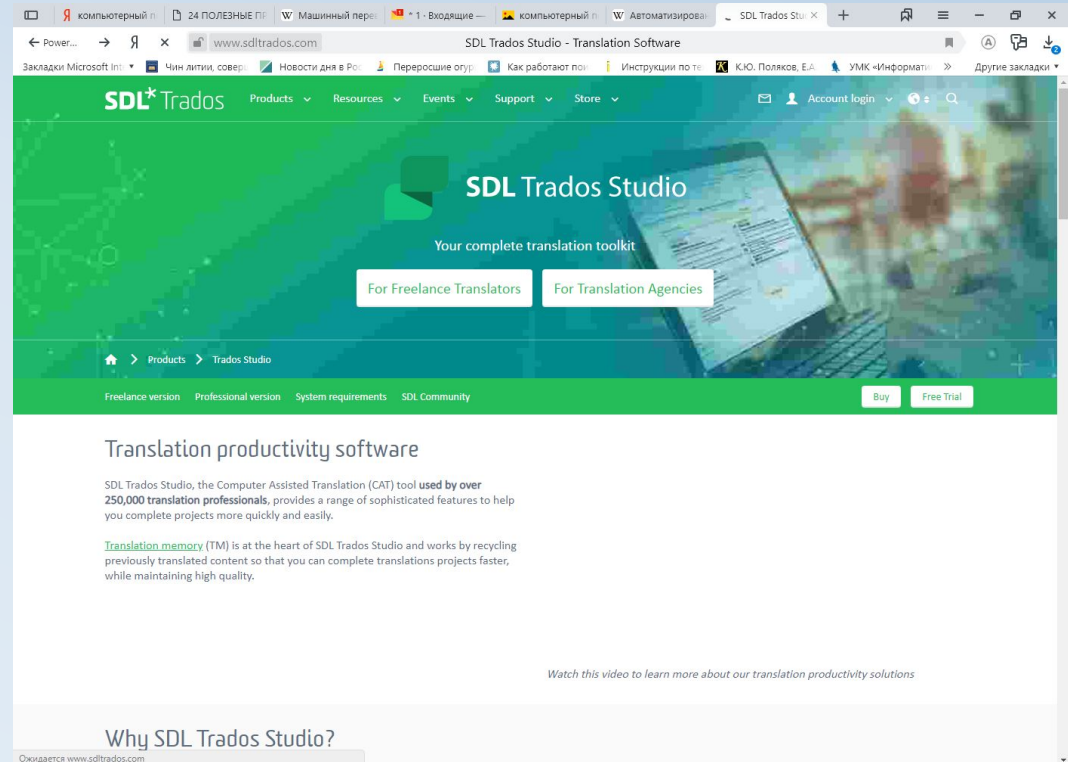 компьютерный п
24 ПОЛЕЗНЫЕ ПР
Машинный пере
* 1 · Входящие —
компьютерный п
Автоматизирован
SDL Trados Stu
Power...
Я
www.sdltrados.com
SDL Trados Studio - Translation Software
Закладки Microsoft Int
Чин литии, совер
Новости дня в Рос
Переросшие огур
Как работают пои
Инструкции по те
К.Ю. Поляков, Е.А
УМК «Информати
»
Другие закладки
SDL* Trados
Products
Resources
Events
Support
Store
Account login
SDL Trados Studio
Your complete translation toolkit
For Freelance Translators
For Translation Agencies
Products > Trados Studio
Freelance version
Professional version
System requirements
SDL Community
Buy
Free Trial
Translation productivity software
SDL Trados Studio, the Computer Assisted Translation (CAT) tool used by over
250,000 translation professionals, provides a range of sophisticated features to help
you complete projects more quickly and easily.
Translation memory (TM) is at the heart of SDL Trados Studio and works by recycling
previously translated content so that you can complete translations projects faster,
while maintaining high quality.
Watch this video to learn more about our translation productivity solutions
Why SDL Trados Studio?
Ожидается www.sdltrados.com